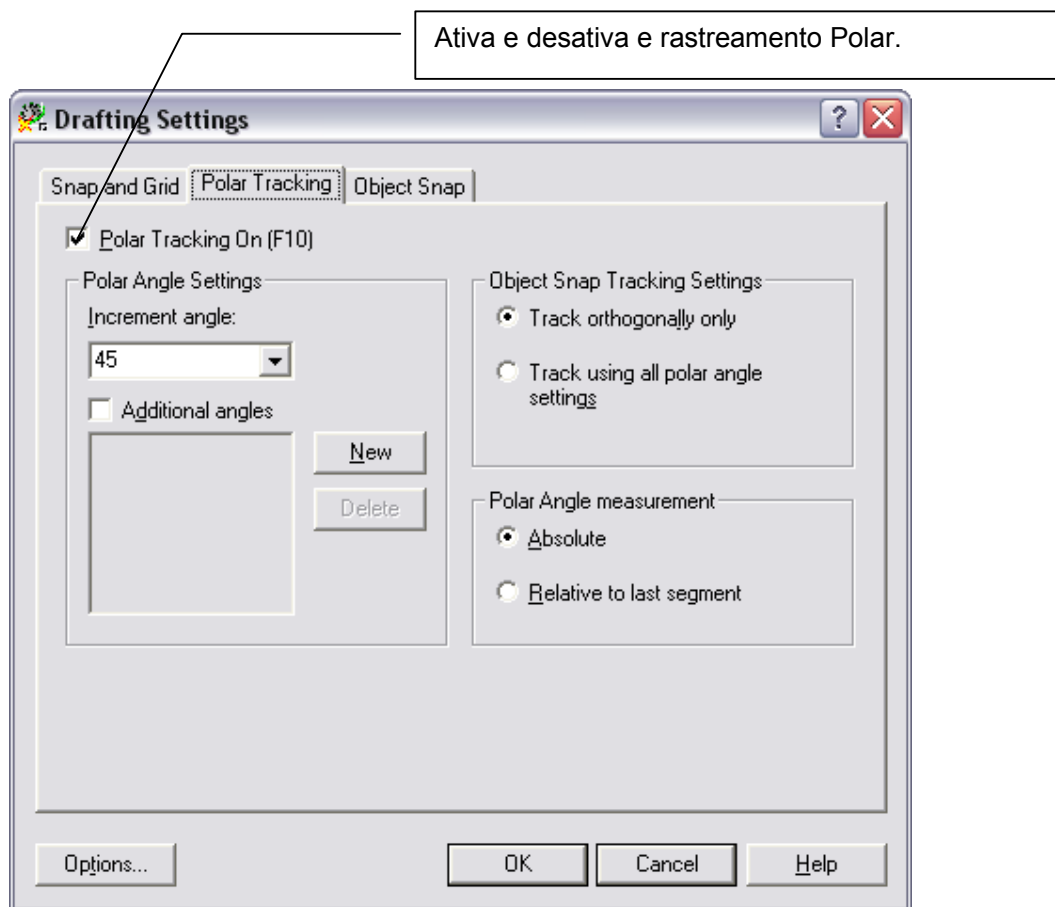 Ativa e desativa e rastreamento Polar.
Drafting Settings
?
Snap and Grid
Polar Tracking
Object Snap
Polar Tracking On (F10)
Polar Angle Settings
Increment angle:
45
Additional angles
New
Delete
Object Snap Tracking Settings
Track orthogonally only
Track using all polar angle
settings
Polar Angle measurement
Absolute
Relative to last segment
Options...
OK
Cancel
Help